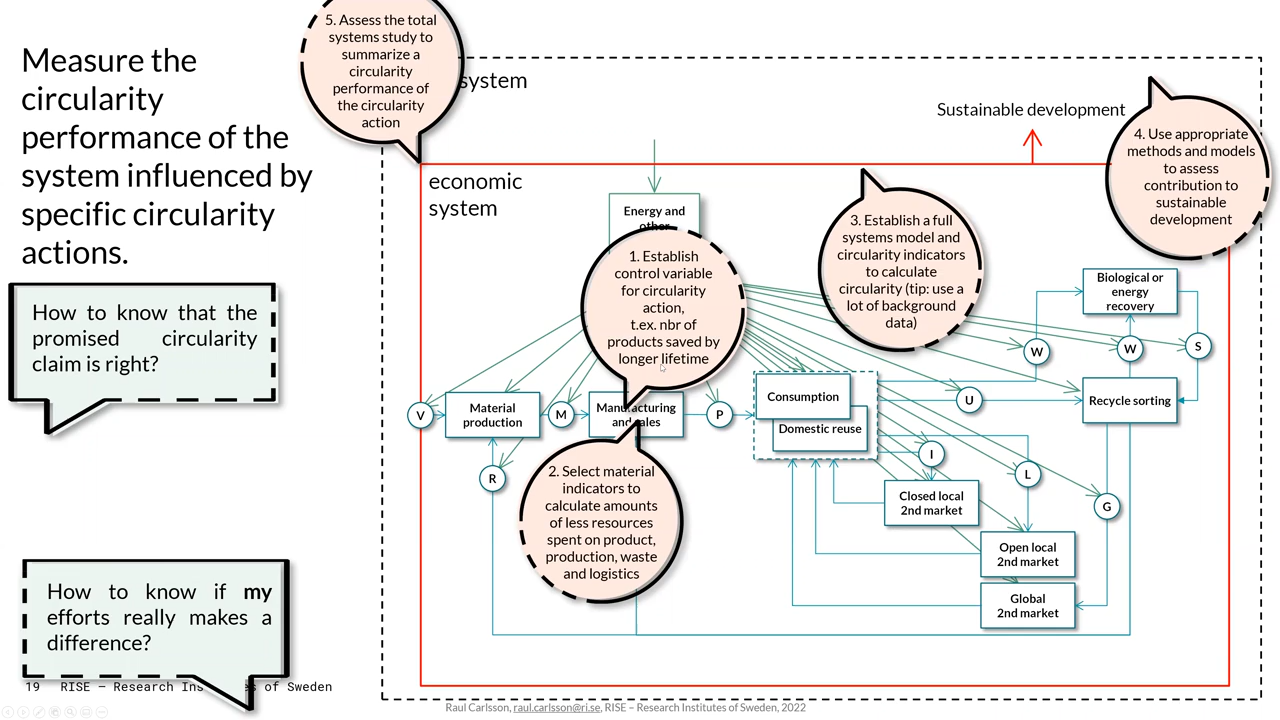 Measure the
circularity
performance of the
system influenced by
specific circularity
actions.
How to know that the
promised circularity
claim is right?
How to know if my
efforts really makes a
difference?
19 RISE – Research Ins es of Sweden
5. Assess the total
systems study to
summarize a
circularity
performance of
the circularity
action
system
Sustainable development
4. Use appropriate
methods and models
to assess
contribution to
sustainable
development
economic
system
Energy and
other
3. Establish a full
systems model and
circularity indicators
to calculate
circularity (tip: use a
lot of background
data)
1. Establish
control variable
for circularity
action,
t.ex. nbr of
products saved by
longer lifetime
Biological or
energy
recovery
W
W
S
V
Material
production
M
Manufacturing
and sales
P
Consumption
Domestic reuse
U
Recycle sorting
R
2. Select material
indicators to
calculate amounts
of less resources
spent on product,
production, waste
and logistics
I
L
G
Closed local
2nd market
Open local
2nd market
Global
2nd market
Raul Carlsson, raul.carlsson@ri.se, RISE – Research Institutes of Sweden, 2022